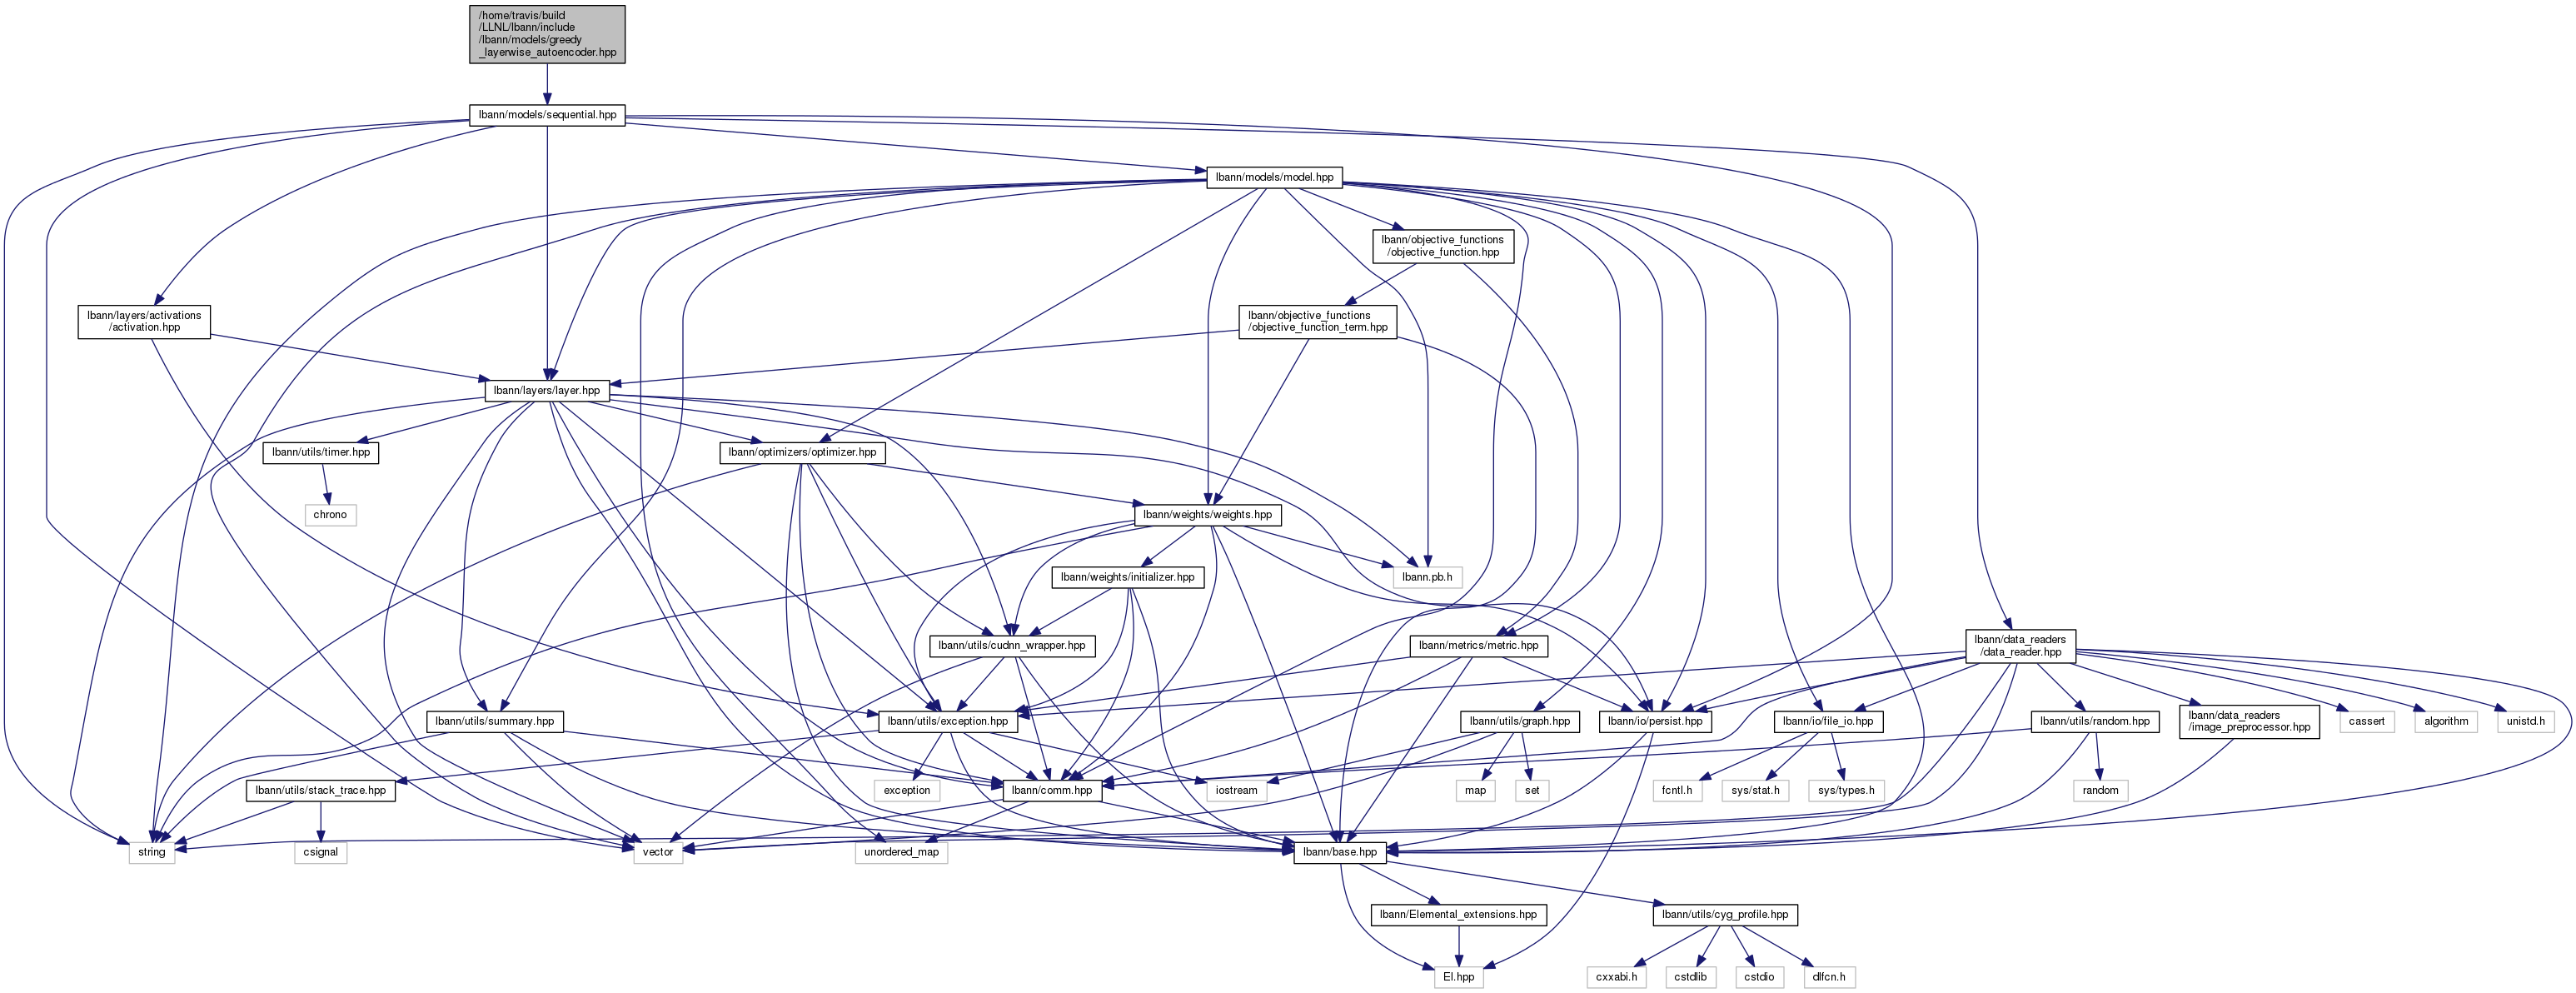 /home/travis/build
/LLNL/lbann/include
/lbann/models/greedy
_layerwise_autoencoder.hpp
lbann/models/sequential.hpp
lbann/models/model.hpp
lbann/objective_functions
/objective_function.hpp
lbann/layers/activations
/activation.hpp
lbann/objective_functions
/objective_function_term.hpp
lbann/layers/layer.hpp
lbann/utils/timer.hpp
lbann/optimizers/optimizer.hpp
chrono
lbann/weights/weights.hpp
lbann/weights/initializer.hpp
lbann.pb.h
lbann/utils/cudnn_wrapper.hpp
lbann/metrics/metric.hpp
lbann/data_readers
/data_reader.hpp
lbann/utils/summary.hpp
lbann/utils/exception.hpp
lbann/utils/graph.hpp
lbann/io/persist.hpp
lbann/io/file_io.hpp
lbann/utils/random.hpp
lbann/data_readers
/image_preprocessor.hpp
cassert
algorithm
unistd.h
lbann/utils/stack_trace.hpp
exception
lbann/comm.hpp
iostream
map
set
fcntl.h
sys/stat.h
sys/types.h
random
string
csignal
vector
unordered_map
lbann/base.hpp
lbann/Elemental_extensions.hpp
lbann/utils/cyg_profile.hpp
El.hpp
cxxabi.h
cstdlib
cstdio
dlfcn.h